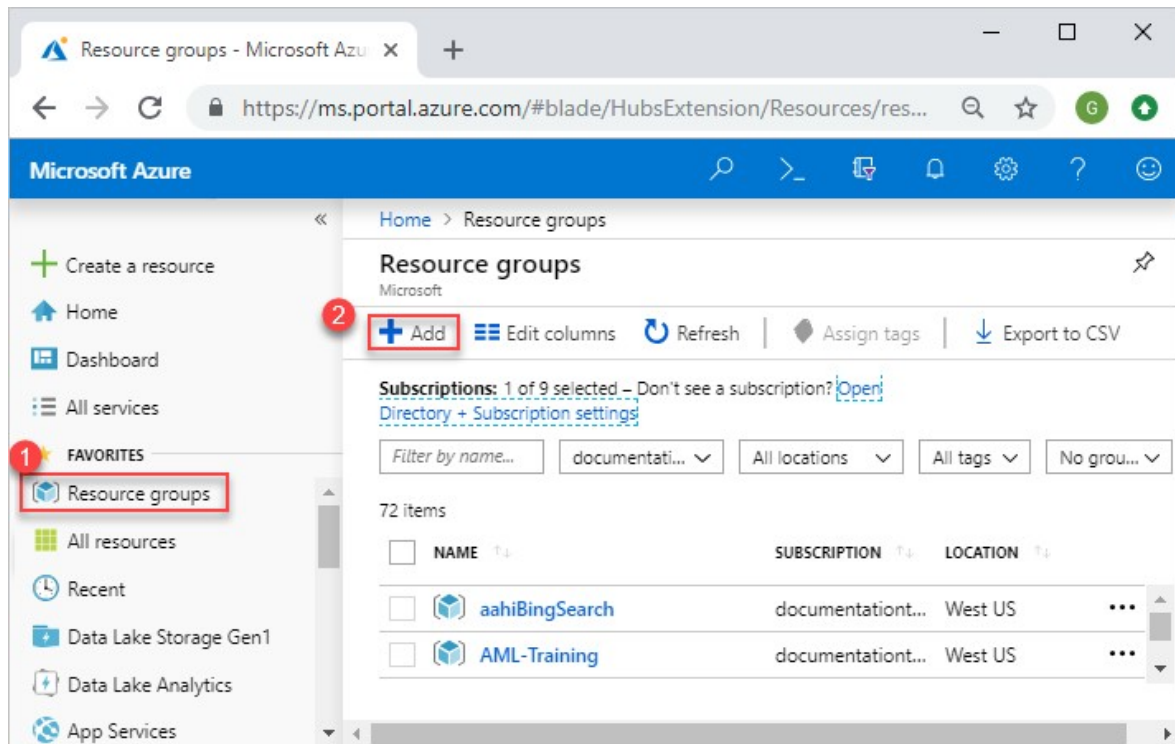 Resource groups - Microsoft Azu
https://ms.portal.azure.com/#blade/HubsExtension/Resources/res...
G
Microsoft Azure
Home > Resource groups
Create a resource
Home
Dashboard
All services
FAVORITES
1
Resource groups
All resources
Recent
Data Lake Storage Gen1
Data Lake Analytics
App Services
Resource groups
Microsoft
2
Add Edit columns Refresh Assign tags Export to CSV
Subscriptions: 1 of 9 selected – Don't see a subscription? Open
Directory + Subscription settings
Filter by name... documentati... All locations All tags No grou...
72 items
NAME SUBSCRIPTION LOCATION
aahiBingSearch documentationt... West US
AML-Training documentationt... West US